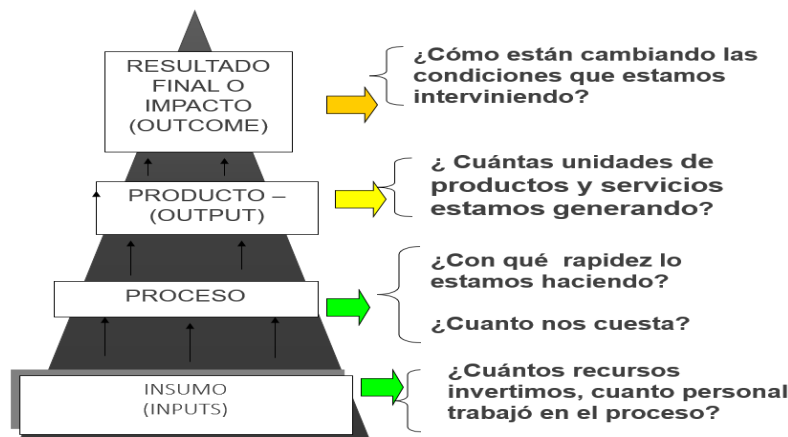 RESULTADO
FINAL O
IMPACTO
(OUTCOME)
¿Cómo están cambiando las
condiciones que estamos
interviniendo?
PRODUCTO –
(OUTPUT)
¿ Cuántas unidades de
productos y servicios
estamos generando?
PROCESO
¿Con qué rapidez lo
estamos haciendo?
¿Cuanto nos cuesta?
INSUMO
(INPUTS)
¿Cuántos recursos
invertimos, cuanto personal
trabajó en el proceso?